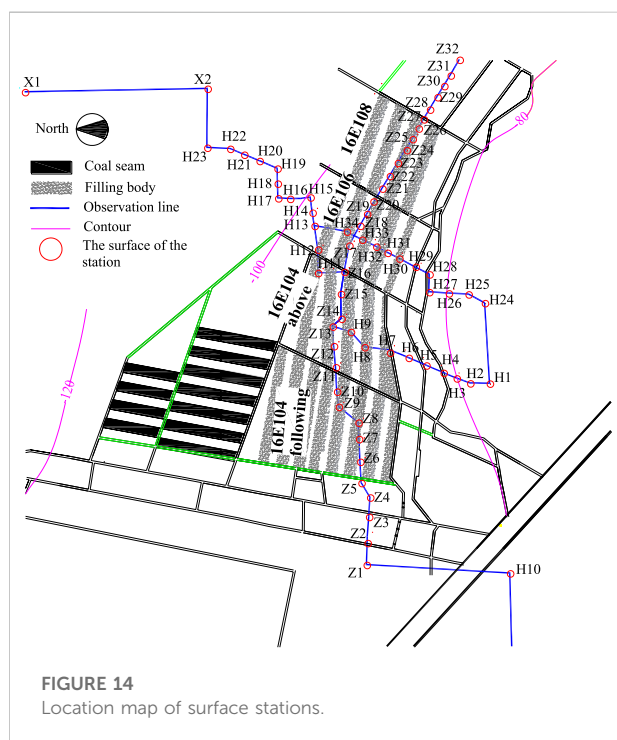 Z32
X1
X2
Z31
Z30
Z29
Z28
Z27
Z26
-80
North
16E108
H23
H22
H21
H20
H19
Z25
Z24
Z23
Z22
Z21
Coal seam
Filling body
Observation line
Contour
The surface of the
station
H18
H17
H16
H15
H14
H13
16E106
Z20
Z19
Z18
H34
H33
H32
H31
H30
H29
H28
H27
H26
H25
H24
Z17
H12
H11
Z16
-100
16E104
above
Z15
Z14
Z13
H9
H8
H7
H6
H5
H4
H3
H2
H1
Z12
Z11
Z10
Z9
-120
16E104
following
Z8
Z7
Z6
Z5
Z4
Z3
Z2
Z1
H10
FIGURE 14
Location map of surface stations.